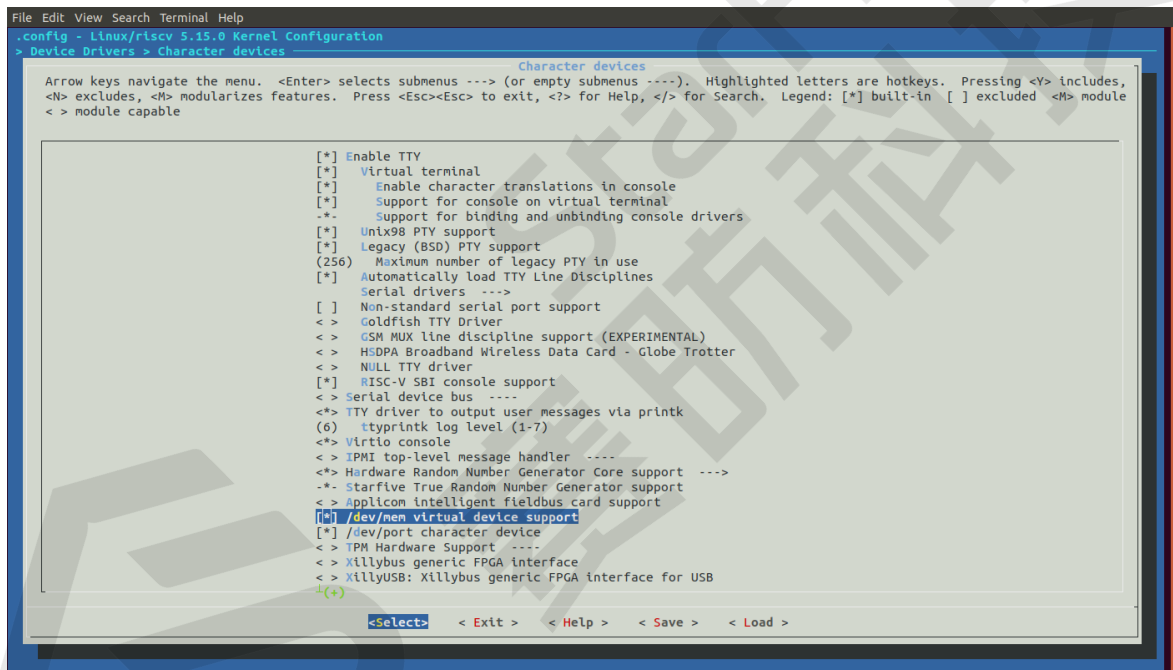 File Edit View Search Terminal Help
.config - Linux/riscv 5.15.0 Kernel Configuration
> Device Drivers > Character devices
Character devices
Arrow keys navigate the menu. <Enter> selects submenus ---> (or empty submenus ----). Highlighted letters are hotkeys. Pressing <Y> includes,
<N> excludes, <M> modularizes features. Press <Esc><Esc> to exit, <?> for Help, </> for Search. Legend: [*] built-in [ ] excluded <M> module
< > module capable
[*] Enable TTY
[*] Virtual terminal
[*] Enable character translations in console
[*] Support for console on virtual terminal
-*- Support for binding and unbinding console drivers
[*] Unix98 PTY support
[*] Legacy (BSD) PTY support
(256) Maximum number of legacy PTY in use
[*] Automatically load TTY Line Disciplines
Serial drivers --->
[ ] Non-standard serial port support
< > Goldfish TTY Driver
< > GSM MUX line discipline support (EXPERIMENTAL)
< > HSDPA Broadband Wireless Data Card - Globe Trotter
< > NULL TTY driver
[*] RISC-V SBI console support
< > Serial device bus ----
<*> TTY driver to output user messages via printk
(6) ttyprintk log level (1-7)
<*> Virtio console
< > IPMI top-level message handler ----
<*> Hardware Random Number Generator Core support --->
-*- Starfive True Random Number Generator support
< > Applicom intelligent fieldbus card support
[*] /dev/mem virtual device support
[*] /dev/port character device
< > TPM Hardware Support ----
< > Xillybus generic FPGA interface
< > XillyUSB: Xillybus generic FPGA interface for USB
(+)
<Select> < Exit > < Help > < Save > < Load >